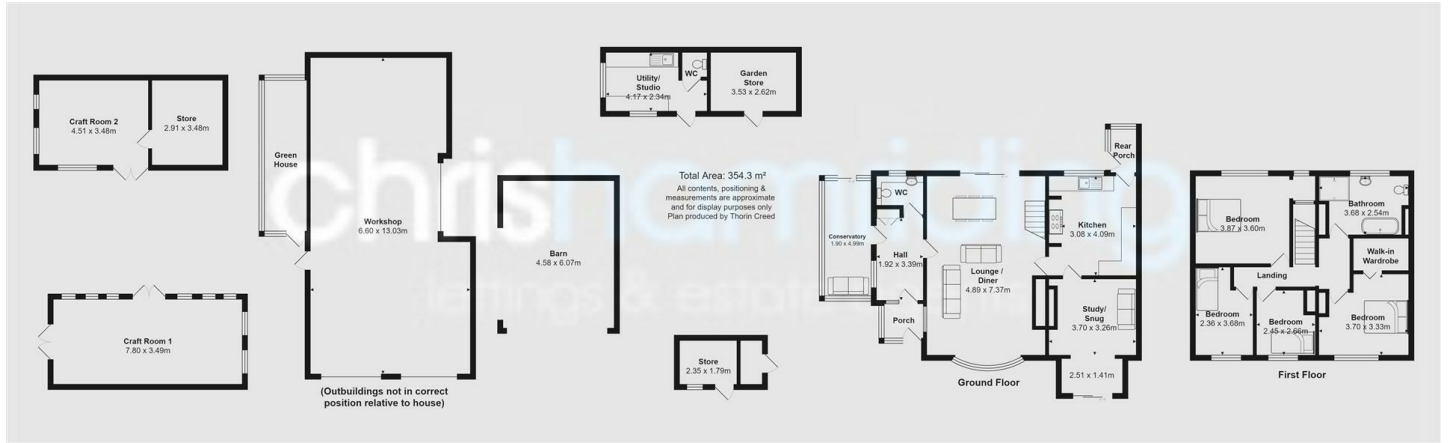 Craft Room 2
4.51 x 3.48m
Store
2.91 x 3.48m
Green
House
Workshop
6.60 x 13.03m
Craft Room 1
7.80 x 3.49m
(Outbuildings not in correct
position relative to house)
Barn
4.58 x 6.07m
Utility/
Studio
4.17 x 2.34m
WC
Garden
Store
3.53 x 2.62m
Total Area: 354.3 m²
All contents, positioning &
measurements are approximate
and for display purposes only
Plan produced by Thorin Creed
Store
2.35 x 1.79m
Conservatory
1.90 x 4.99m
WC
Hall
1.92 x 3.39m
Porch
Lounge /
Diner
4.89 x 7.37m
Rear
Porch
Kitchen
3.08 x 4.09m
Study/
Snug
3.70 x 3.26m
2.51 x 1.41m
Ground Floor
Bedroom
3.87 x 3.60m
Bathroom
3.68 x 2.54m
Walk-in
Wardrobe
Landing
Bedroom
2.36 x 3.68m
Bedroom
2.45 x 2.66m
Bedroom
3.70 x 3.33m
First Floor